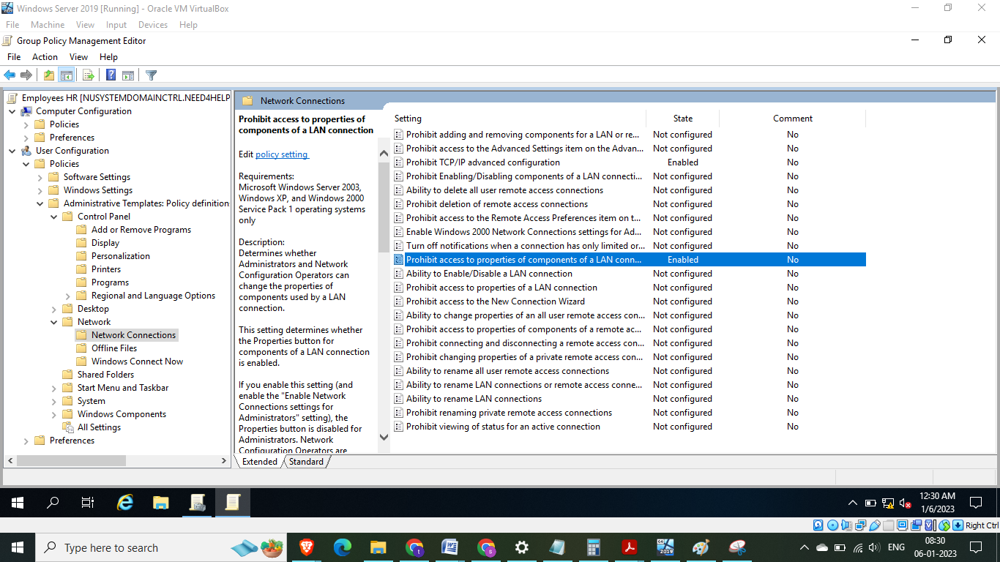 Windows Server 2019 [Running] - Oracle VM VirtualBox
File Machine View Input Devices Help
Group Policy Management Editor
File Action View Help
Employees HR [NUSYSTEMDOMAINCTRL.NEED4HELP
Computer Configuration
Policies
Preferences
User Configuration
Policies
Software Settings
Windows Settings
Administrative Templates: Policy definition
Control Panel
Add or Remove Programs
Display
Personalization
Printers
Programs
Regional and Language Options
Desktop
Network
Network Connections
Offline Files
Windows Connect Now
Shared Folders
Start Menu and Taskbar
System
Windows Components
All Settings
Preferences
Network Connections
Prohibit access to properties of
components of a LAN connection
Edit policy setting
Requirements:
Microsoft Windows Server 2003,
Windows XP, and Windows 2000
Service Pack 1 operating systems
only
Description:
Determines whether
Administrators and Network
Configuration Operators can
change the properties of
components used by a LAN
connection.
This setting determines whether
the Properties button for
components of a LAN connection
is enabled.
If you enable this setting (and
enable the "Enable Network
Connections settings for
Administrators" setting), the
Properties button is disabled for
Administrators. Network
Configuration Operators are
Setting State Comment
Prohibit adding and removing components for a LAN or re... Not configured No
Prohibit access to the Advanced Settings item on the Advan... Not configured No
Prohibit TCP/IP advanced configuration Enabled No
Prohibit Enabling/Disabling components of a LAN connecti... Not configured No
Ability to delete all user remote access connections Not configured No
Prohibit deletion of remote access connections Not configured No
Prohibit access to the Remote Access Preferences item on t... Not configured No
Enable Windows 2000 Network Connections settings for Ad... Not configured No
Turn off notifications when a connection has only limited or... Not configured No
Prohibit access to properties of components of a LAN conn... Enabled No
Ability to Enable/Disable a LAN connection Not configured No
Prohibit access to properties of a LAN connection Not configured No
Prohibit access to the New Connection Wizard Not configured No
Ability to change properties of an all user remote access con... Not configured No
Prohibit access to properties of components of a remote ac... Not configured No
Prohibit connecting and disconnecting a remote access con... Not configured No
Prohibit changing properties of a private remote access con... Not configured No
Ability to rename all user remote access connections Not configured No
Ability to rename LAN connections or remote access conne... Not configured No
Ability to rename LAN connections Not configured No
Prohibit renaming private remote access connections Not configured No
Prohibit viewing of status for an active connection Not configured No
Extended Standard
12:30 AM
1/6/2023
Right Ctrl
Type here to search
ENG
08:30
06-01-2023